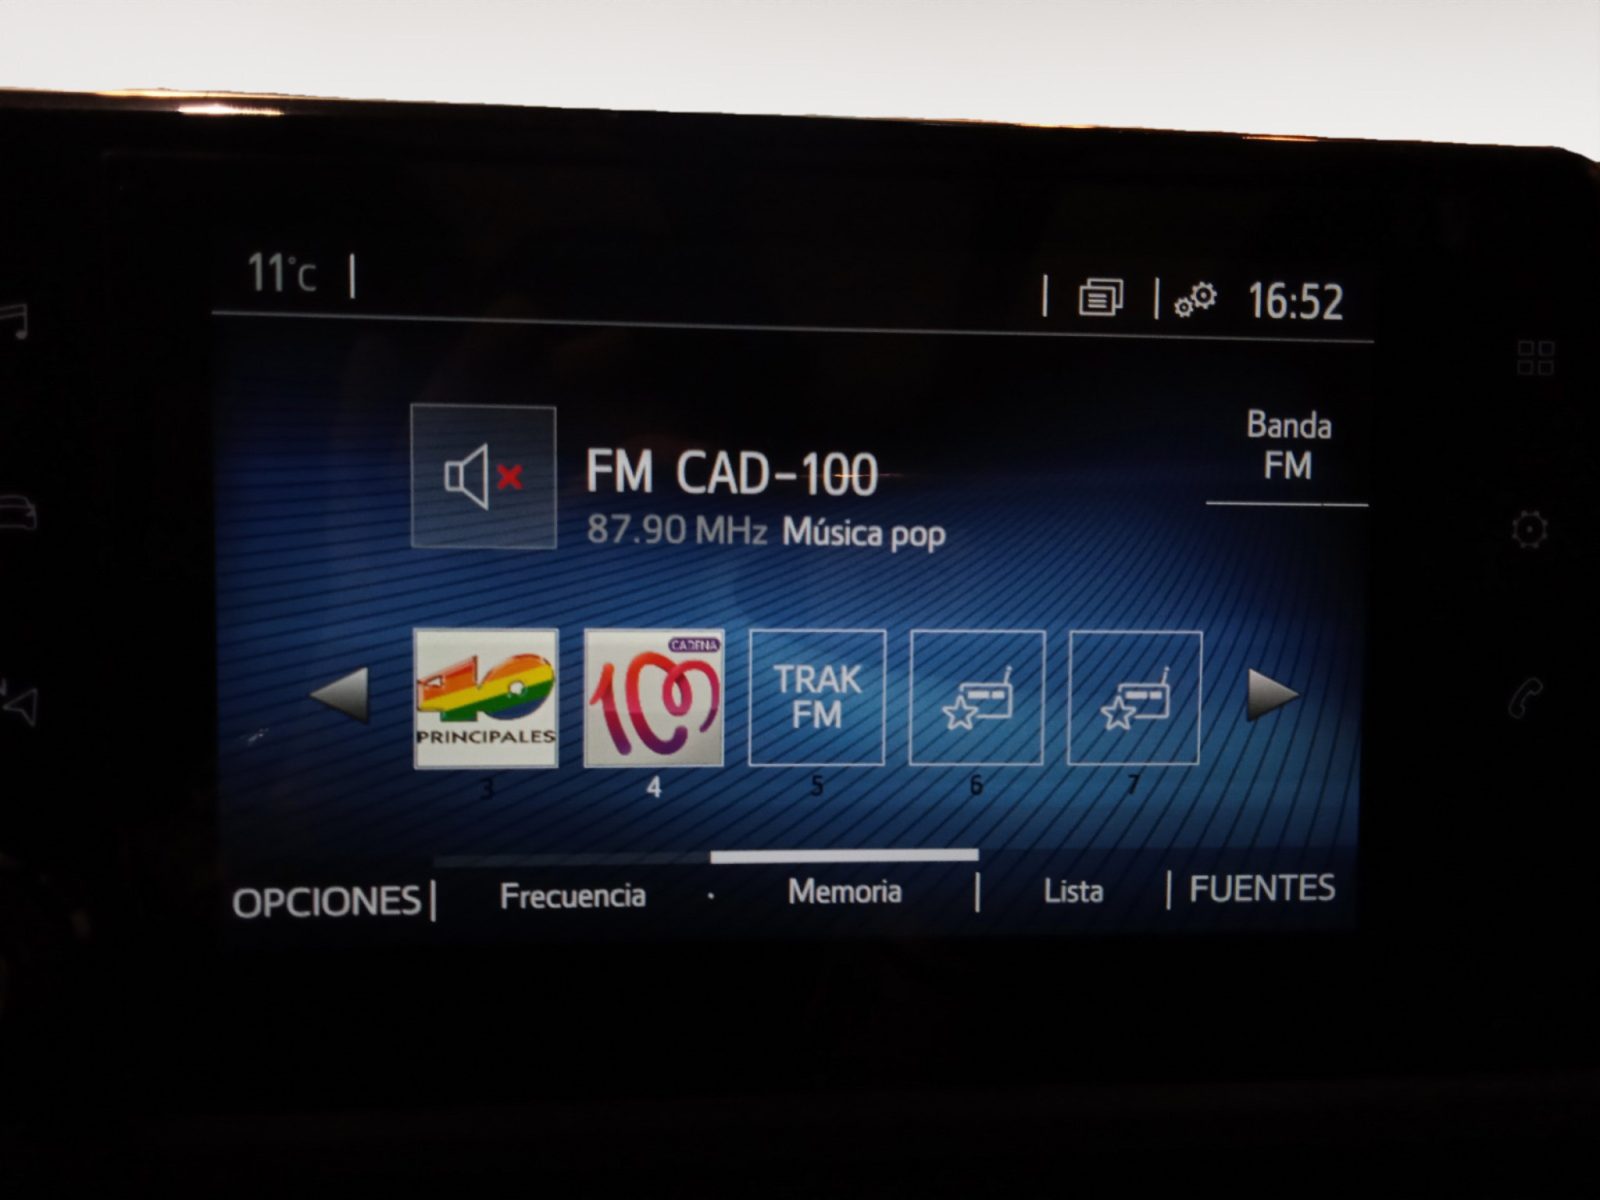 11°C
16:52
Banda
FM
FM CAD-100
87.90 MHz Música pop
40
PRINCIPALES
CADENA
100
TRAK
FM
3
4
5
6
7
OPCIONES
Frecuencia
Memoria
Lista
FUENTES